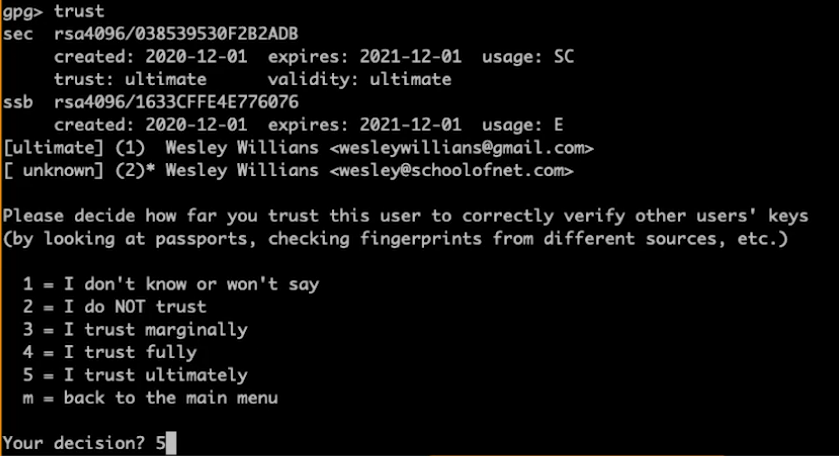 gpg> trust
sec  rsa4096/038539530F2B2ADB
     created: 2020-12-01  expires: 2021-12-01  usage: SC
     trust: ultimate      validity: ultimate
ssb  rsa4096/1633CFFE4E776076
     created: 2020-12-01  expires: 2021-12-01  usage: E
[ultimate] (1)  Wesley Willians <wesleywillians@gmail.com>
[ unknown] (2)* Wesley Willians <wesley@schoolofnet.com>
Please decide how far you trust this user to correctly verify other users' keys
(by looking at passports, checking fingerprints from different sources, etc.)
  1 = I don't know or won't say
  2 = I do NOT trust
  3 = I trust marginally
  4 = I trust fully
  5 = I trust ultimately
  m = back to the main menu
Your decision? 5